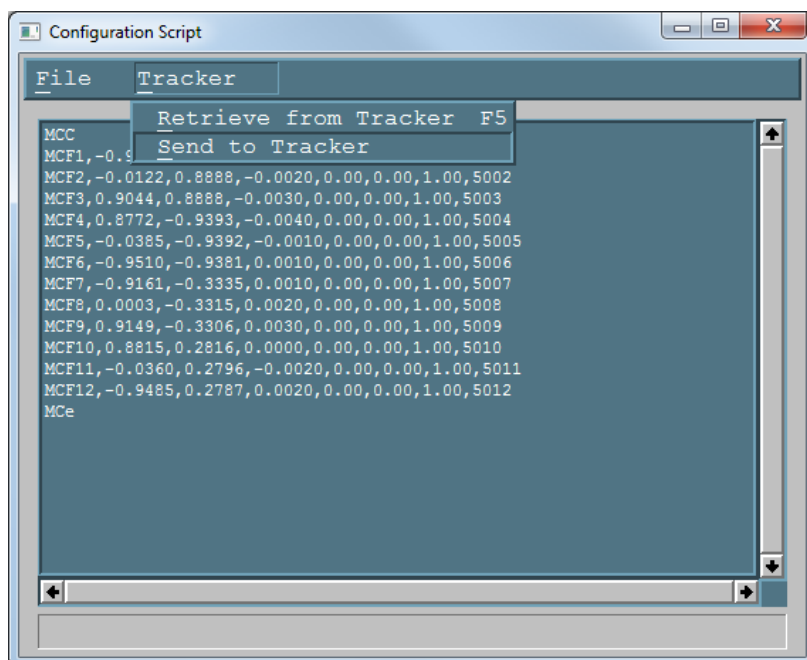 Configuration Script
File Tracker
Retrieve from Tracker F5
Send to Tracker
MCC
MCF1,-0.9
MCF2,-0.0122,0.8888,-0.0020,0.00,0.00,1.00,5002
MCF3,0.9044,0.8888,-0.0030,0.00,0.00,1.00,5003
MCF4,0.8772,-0.9393,-0.0040,0.00,0.00,1.00,5004
MCF5,-0.0385,-0.9392,-0.0010,0.00,0.00,1.00,5005
MCF6,-0.9510,-0.9381,0.0010,0.00,0.00,1.00,5006
MCF7,-0.9161,-0.3335,0.0010,0.00,0.00,1.00,5007
MCF8,0.0003,-0.3315,0.0020,0.00,0.00,1.00,5008
MCF9,0.9149,-0.3306,0.0030,0.00,0.00,1.00,5009
MCF10,0.8815,0.2816,0.0000,0.00,0.00,1.00,5010
MCF11,-0.0360,0.2796,-0.0020,0.00,0.00,1.00,5011
MCF12,-0.9485,0.2787,0.0020,0.00,0.00,1.00,5012
MCe